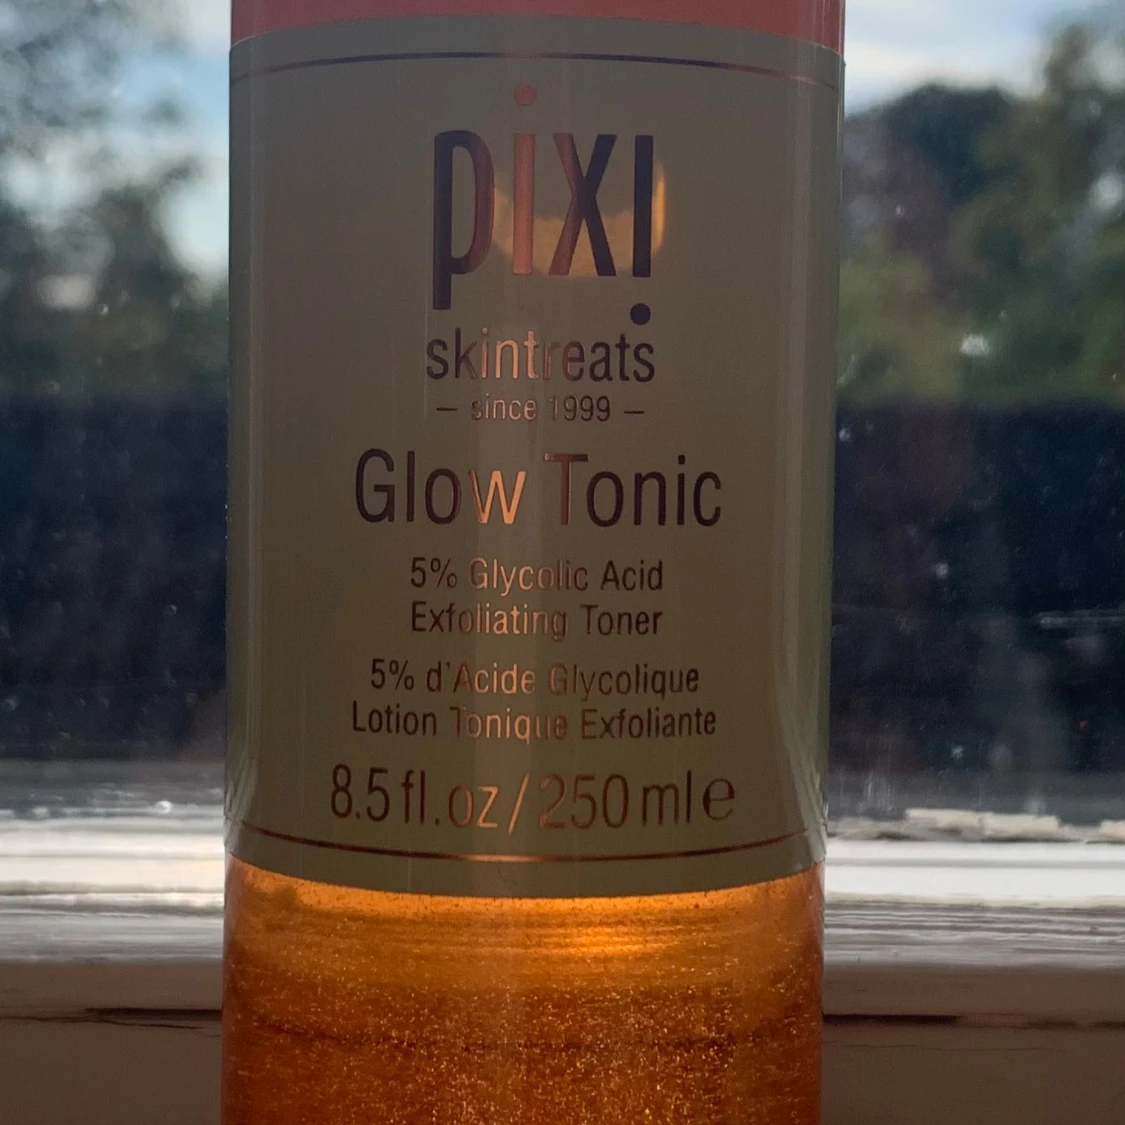 pixi
skintreats
– since 1999 –
Glow Tonic
5% Glycolic Acid
Exfoliating Toner
5% d'Acide Glycolique
Lotion Tonique Exfoliante
8.5 fl.oz/250 ml e